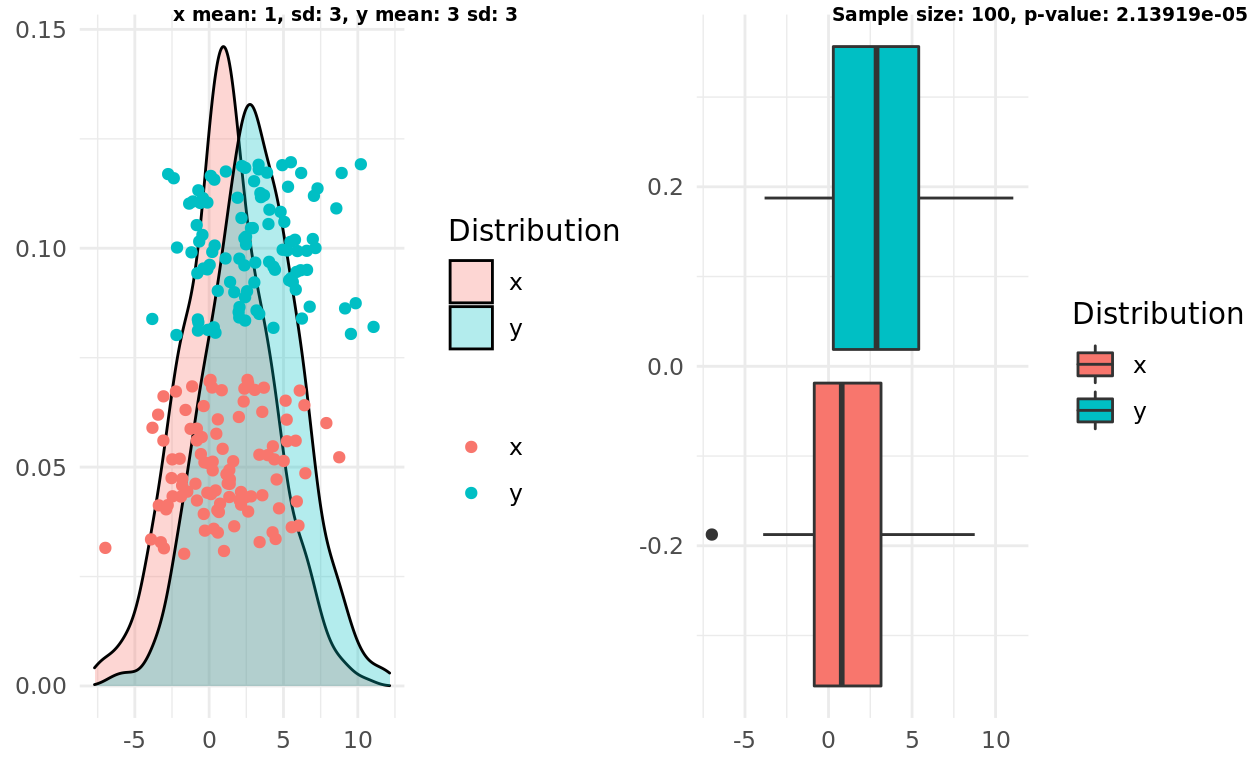 x mean: 1, sd: 3, y mean: 3 sd: 3
0.15
0.10
0.05
0.00
-5 0 5 10
Distribution
x
y
x
y
Sample size: 100, p-value: 2.13919e-05
0.2
0.0
-0.2
-5 0 5 10
Distribution
x
y